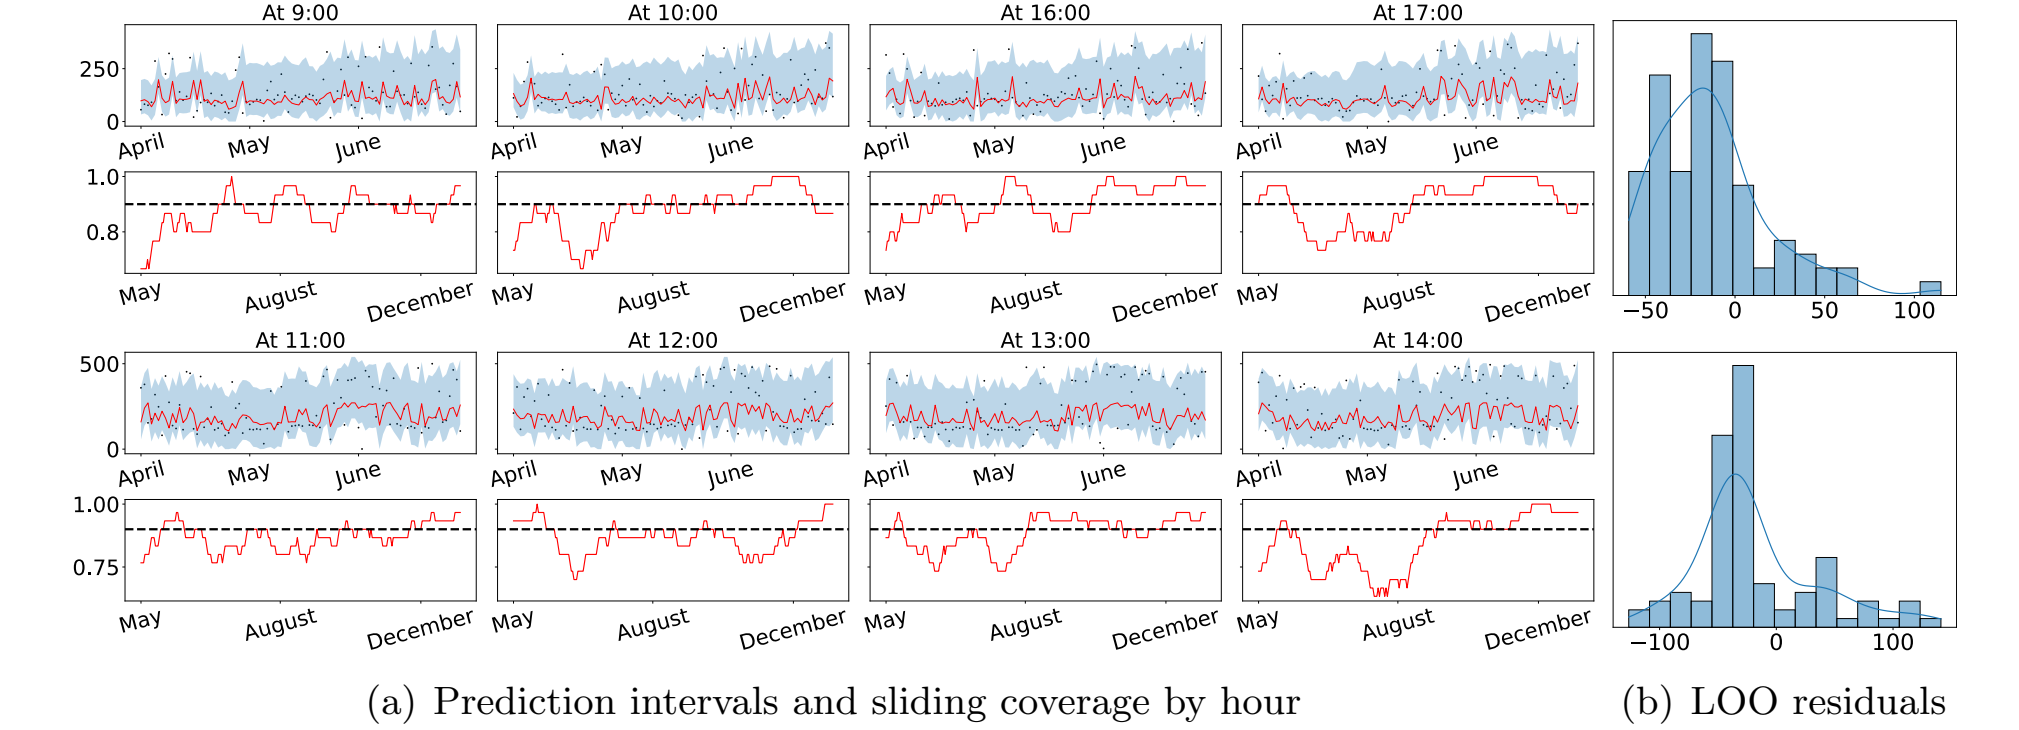 At 9:00 At 10:00 At 16:00 At 17:00
250
0
April May June April May June April May June April May June
1.0
0.8
May August December May August December May August December May August December
−50 0 50 100
At 11:00 At 12:00 At 13:00 At 14:00
500
0
April May June April May June April May June April May June
1.00
0.75
May August December May August December May August December May August December
−100 0 100
(a) Prediction intervals and sliding coverage by hour (b) LOO residuals